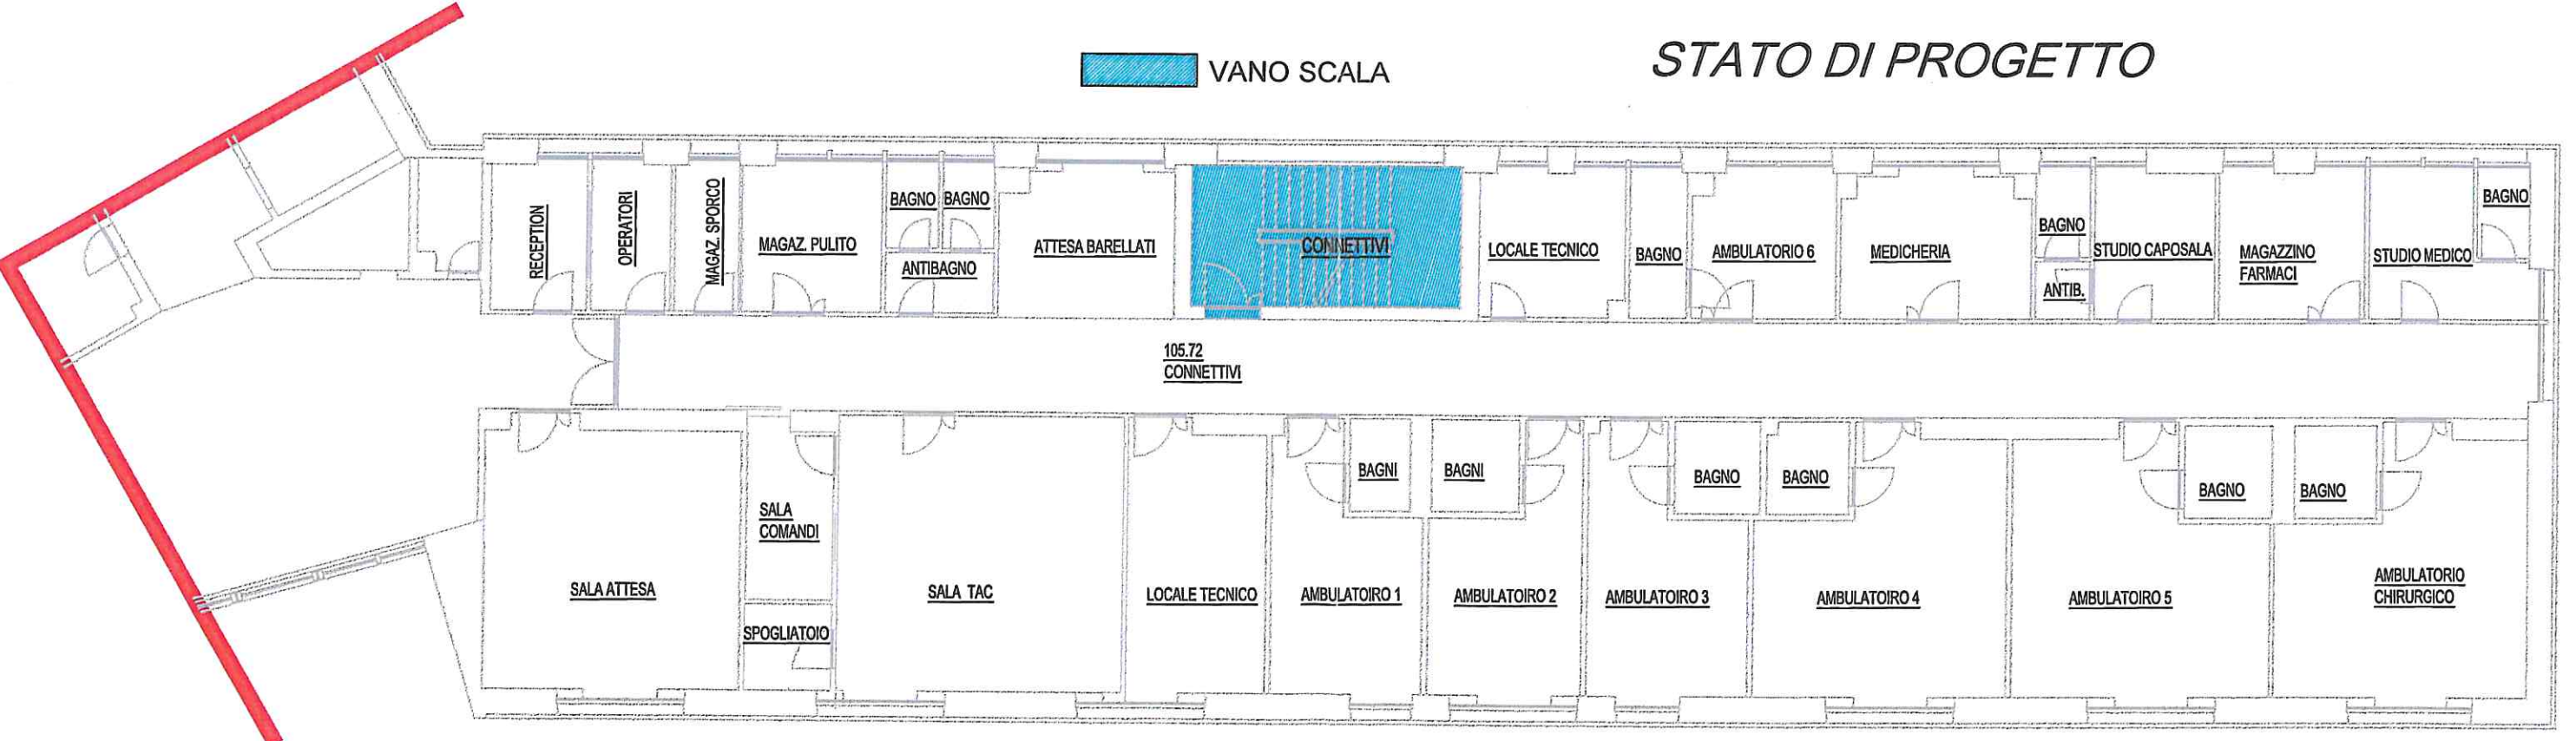 VANO SCALA
STATO DI PROGETTO
RECEPTION
OPERATORI
MAGAZ. SPORCO
MAGAZ. PULITO
BAGNO
BAGNO
ANTIBAGNO
ATTESA BARELLATI
CONNETTIVI
LOCALE TECNICO
BAGNO
AMBULATORIO 6
MEDICHERIA
BAGNO
ANTIB.
STUDIO CAPOSALA
MAGAZZINO
FARMACI
STUDIO MEDICO
BAGNO
105.72
CONNETTIVI
SALA ATTESA
SALA
COMANDI
SPOGLIATOIO
SALA TAC
LOCALE TECNICO
AMBULATOIRO 1
BAGNI
BAGNI
AMBULATOIRO 2
AMBULATOIRO 3
BAGNO
BAGNO
AMBULATOIRO 4
AMBULATOIRO 5
BAGNO
BAGNO
AMBULATORIO
CHIRURGICO